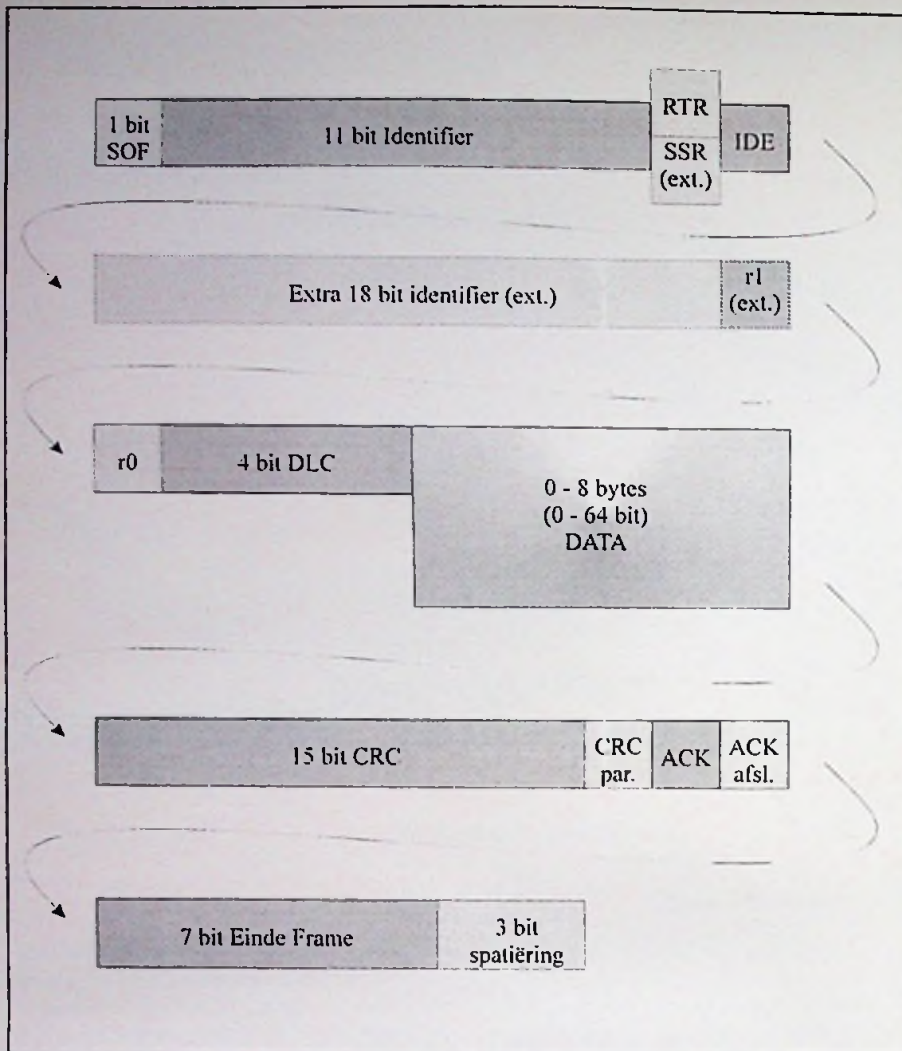 1 bit
SOF
11 bit Identifier
RTR
SSR
(ext.)
IDE
Extra 18 bit identifier (ext.)
r1
(ext.)
r0
4 bit DLC
0 - 8 bytes
(0 - 64 bit)
DATA
15 bit CRC
CRC
par.
ACK
ACK
afsl.
7 bit Einde Frame
3 bit
spatiëring